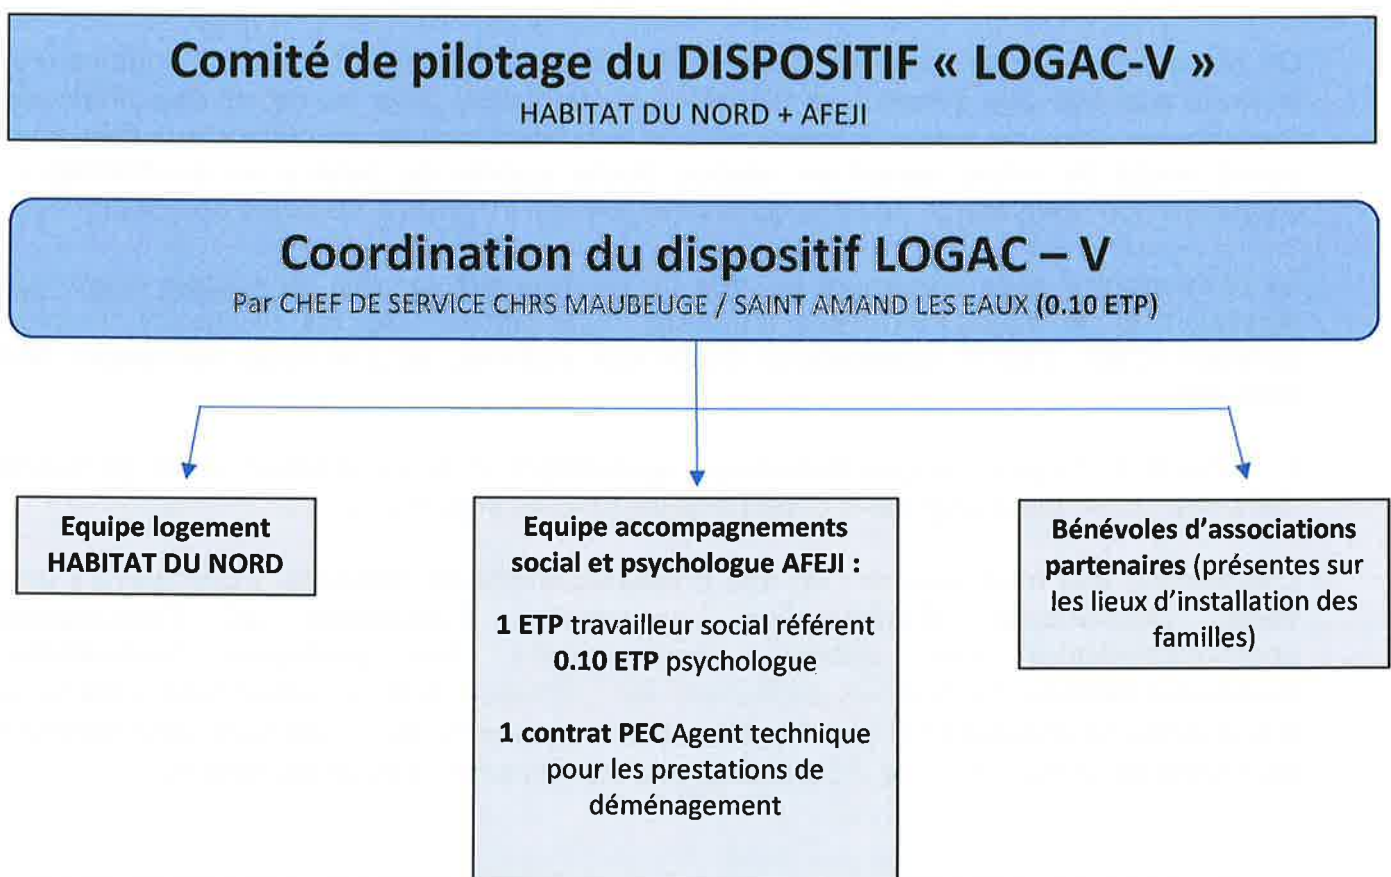 Comité de pilotage du DISPOSITIF « LOGAC-V »
HABITAT DU NORD + AFEJI
Coordination du dispositif LOGAC – V
Par CHEF DE SERVICE CHRS MAUBEUGE / SAINT AMAND LES EAUX (0.10 ETP)
Equipe logement
HABITAT DU NORD
Equipe accompagnements
social et psychologue AFEJI :
1 ETP travailleur social référent
0.10 ETP psychologue
1 contrat PEC Agent technique
pour les prestations de
déménagement
Bénévoles d'associations
partenaires (présentes sur
les lieux d'installation des
familles)